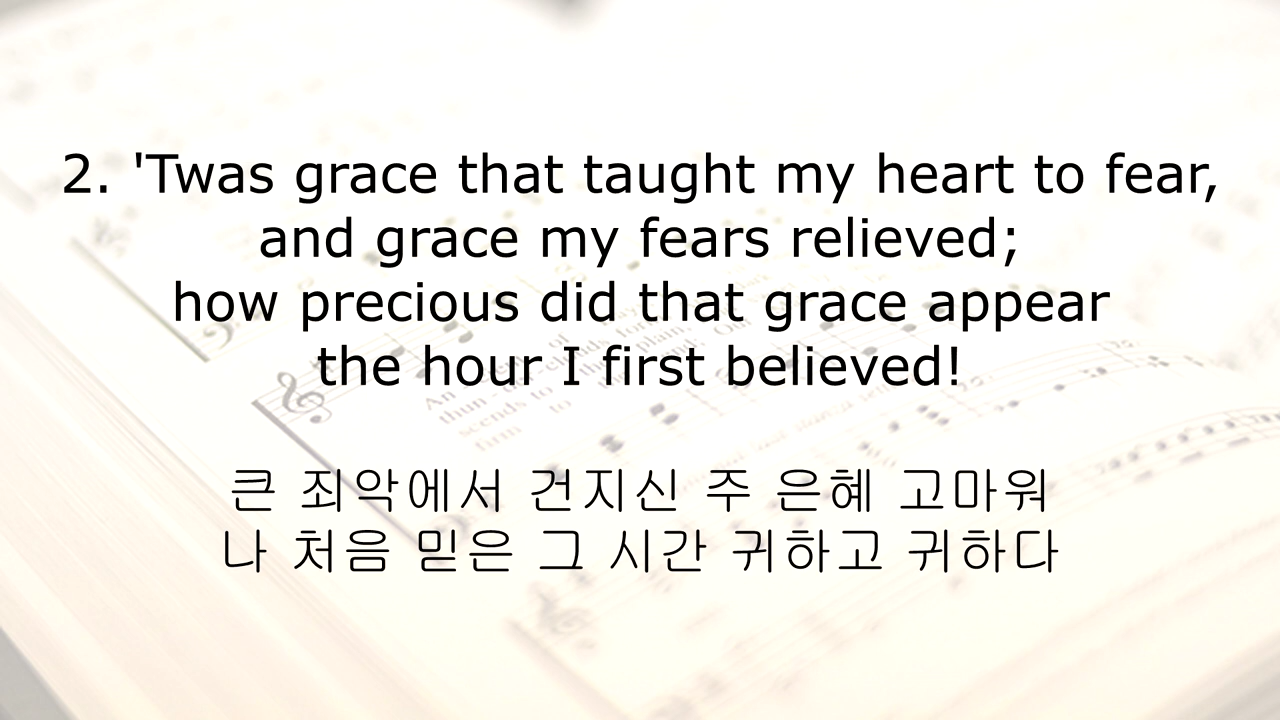 2. 'Twas grace that taught my heart to fear,
and grace my fears relieved;
how precious did that grace appear
the hour I first believed!
큰 죄악에서 건지신 주 은혜 고마워
나 처음 믿은 그 시간 귀하고 귀하다